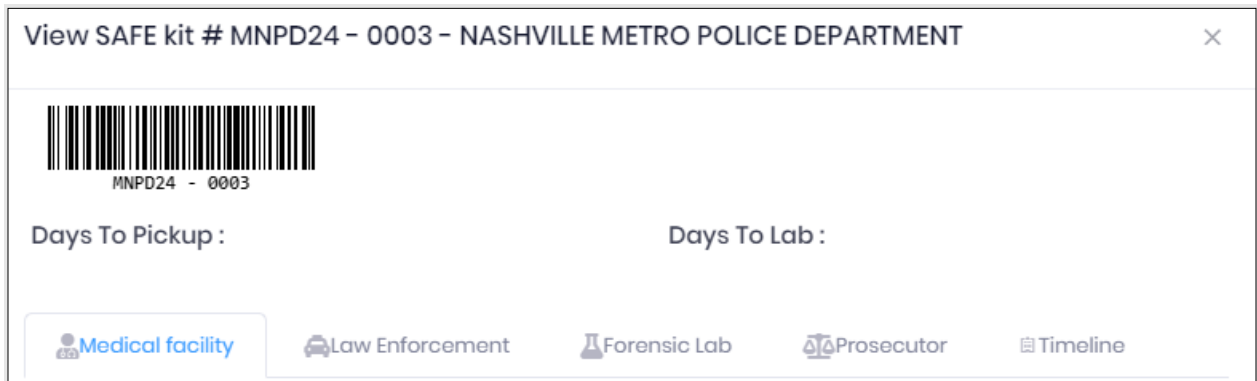 View SAFE kit # MNPD24 - 0003 - NASHVILLE METRO POLICE DEPARTMENT ×
MNPD24 - 0003
Days To Pickup : Days To Lab :
Medical facility Law Enforcement Forensic Lab Prosecutor Timeline